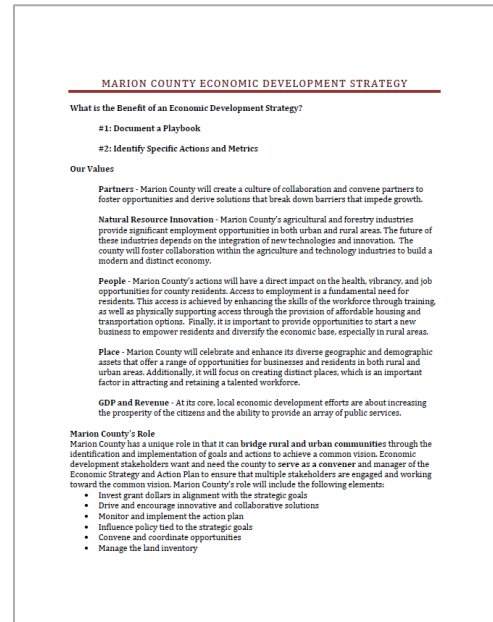 MARION COUNTY ECONOMIC DEVELOPMENT STRATEGY
What is the Benefit of an Economic Development Strategy?
#1: Document a Playbook
#2: Identify Specific Actions and Metrics
Our Values
Partners - Marion County will create a culture of collaboration and convene partners to
foster opportunities and derive solutions that break down barriers that impede growth.
Natural Resource Innovation - Marion County's agricultural and forestry industries
provide significant employment opportunities in both urban and rural areas. The future of
these industries depends on the integration of new technologies and innovation. The
county will foster collaboration within the agriculture and technology industries to build a
modern and distinct economy.
People - Marion County's actions will have a direct impact on the health, vibrancy, and job
opportunities for county residents. Access to employment is a fundamental need for
residents. This access is achieved by enhancing the skills of the workforce through training,
as well as physically supporting access through the provision of affordable housing and
transportation options. Finally, it is important to provide opportunities to start a new
business to empower residents and diversify the economic base, especially in rural areas.
Place - Marion County will celebrate and enhance its diverse geographic and demographic
assets that offer a range of opportunities for businesses and residents in both rural and
urban areas. Additionally, it will focus on creating distinct places, which is an important
factor in attracting and retaining a talented workforce.
GDP and Revenue - At its core, local economic development efforts are about increasing
the prosperity of the citizens and the ability to provide an array of public services.
Marion County's Role
Marion County has a unique role in that it can bridge rural and urban communities through the
identification and implementation of goals and actions to achieve a common vision. Economic
development stakeholders want and need the county to serve as a convener and manager of the
Economic Strategy and Action Plan to ensure that multiple stakeholders are engaged and working
toward the common vision. Marion County's role will include the following elements:
• Invest grant dollars in alignment with the strategic goals
• Drive and encourage innovative and collaborative solutions
• Monitor and implement the action plan
• Influence policy tied to the strategic goals
• Convene and coordinate opportunities
• Manage the land inventory